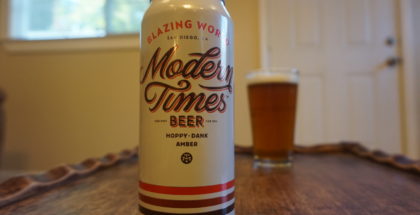 BLAZING WORLD
SAN DIEGO, CA
Modern
Times
BEER
HOPPY·DANK
AMBER